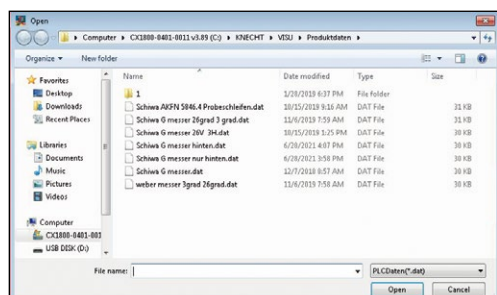 Open
Computer ▸ CX1800-0401-0011 v3.89 (C:) ▸ KNECHT ▸ VISU ▸ Produktdaten ▸
Organize New folder
Name Date modified Type Size
Favorites
Desktop
Downloads
Recent Places
Libraries
Documents
Music
Pictures
Videos
Computer
CX1800-0401-001
USB DISK (D:)
1 1/28/2019 6:37 PM File folder
Schiwa AKFN 5846.4 Probeschleifen.dat 10/15/2019 9:16 AM DAT File 31 KB
Schiwa G messer 26grad 3 grad.dat 11/6/2019 7:59 AM DAT File 31 KB
Schiwa G messer 26V 3H.dat 10/15/2019 1:25 PM DAT File 30 KB
Schiwa G messer hinten.dat 6/28/2021 4:07 PM DAT File 30 KB
Schiwa G messer nur hinten.dat 6/28/2021 3:58 PM DAT File 30 KB
Schiwa G messer.dat 12/7/2018 8:57 AM DAT File 30 KB
weber messer 3grad 26grad.dat 11/6/2019 7:58 AM DAT File 30 KB
File name: PLCDaten(*.dat)
Open Cancel